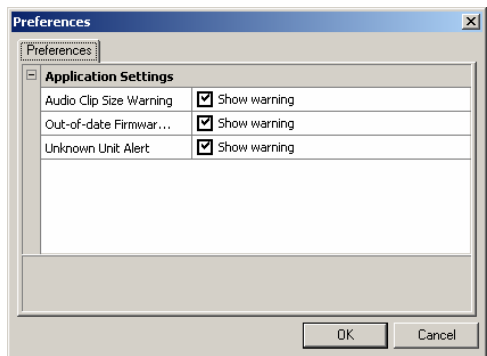 Preferences
Preferences
Application Settings
Audio Clip Size Warning Show warning
Out-of-date Firmwar... Show warning
Unknown Unit Alert Show warning
OK Cancel